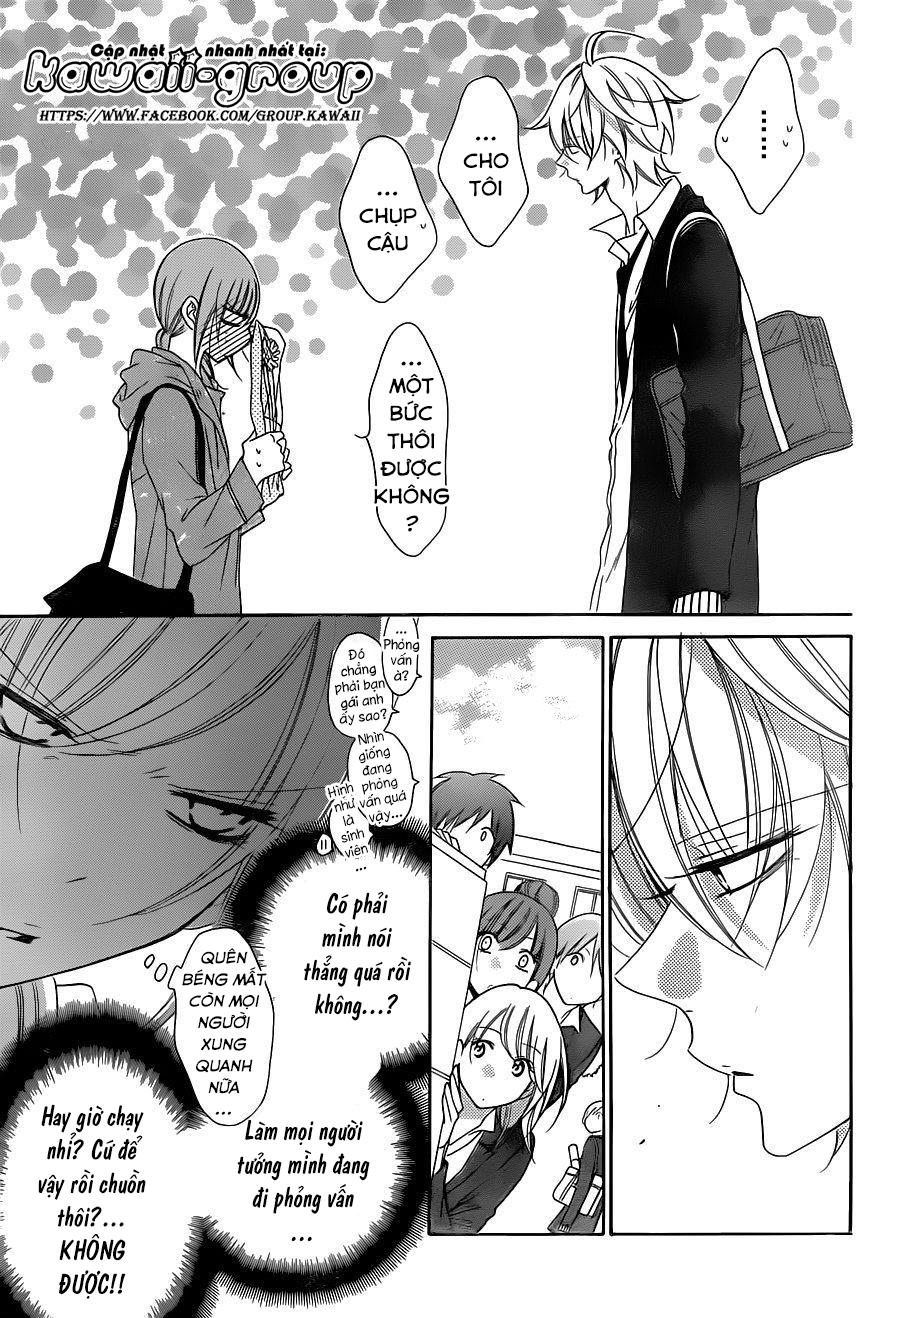 Cập nhật nhanh nhất tại:
kawaii-group
HTTPS://WWW.FACEBOOK.COM/GROUP.KAWAII
......
...
CHO
TÔI
...
CHỤP
CẬU
...
MỘT
BỨC
THÔI
ĐƯỢC
KHÔNG
?
...
Phỏng
vấn
à?
Đó
chẳng
phải bạn
gái anh
ấy sao?
Nhìn
giống
đang
phỏng
vấn quá
vậy...
Hình
như
là
sinh
viên
...
Có phải
mình nói
thẳng quá rồi
không...?
QUÊN
BÉNG MẤT
CÒN MỌI
NGƯỜI
XUNG
QUANH
NỮA
...
Làm mọi người
tưởng mình đang
đi phỏng vấn
...
Hay giờ chạy
nhỉ? Cứ để
vậy rồi chuồn
thôi?...
KHÔNG
ĐƯỢC!!